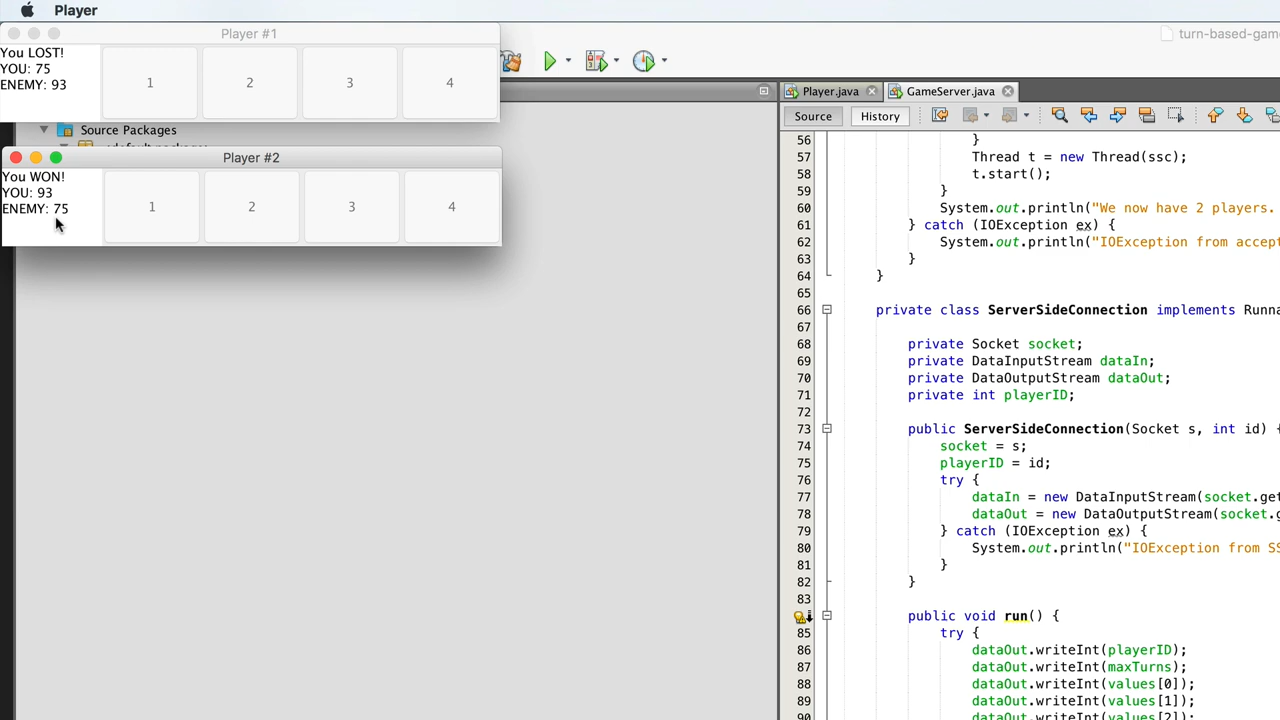 Player
Player #1
turn-based-gam
You LOST!
YOU: 75
ENEMY: 93
1
2
3
4
Source Packages
Player #2
You WON!
YOU: 93
ENEMY: 75
1
2
3
4
Player.java
GameServer.java
Source
History
56 }
57 Thread t = new Thread(ssc);
58 t.start();
59 }
60 System.out.println("We now have 2 players.
61 } catch (IOException ex) {
62 System.out.println("IOException from accept
63 }
64 }
65
66 private class ServerSideConnection implements Runna
67
68 private Socket socket;
69 private DataInputStream dataIn;
70 private DataOutputStream dataOut;
71 private int playerID;
72
73 public ServerSideConnection(Socket s, int id) {
74 socket = s;
75 playerID = id;
76 try {
77 dataIn = new DataInputStream(socket.get
78 dataOut = new DataOutputStream(socket.g
79 } catch (IOException ex) {
80 System.out.println("IOException from SS
81 }
82 }
83
public void run() {
85 try {
86 dataOut.writeInt(playerID);
87 dataOut.writeInt(maxTurns);
88 dataOut.writeInt(values[0]);
89 dataOut.writeInt(values[1]);
90 dataOut.writeInt(values[2]);